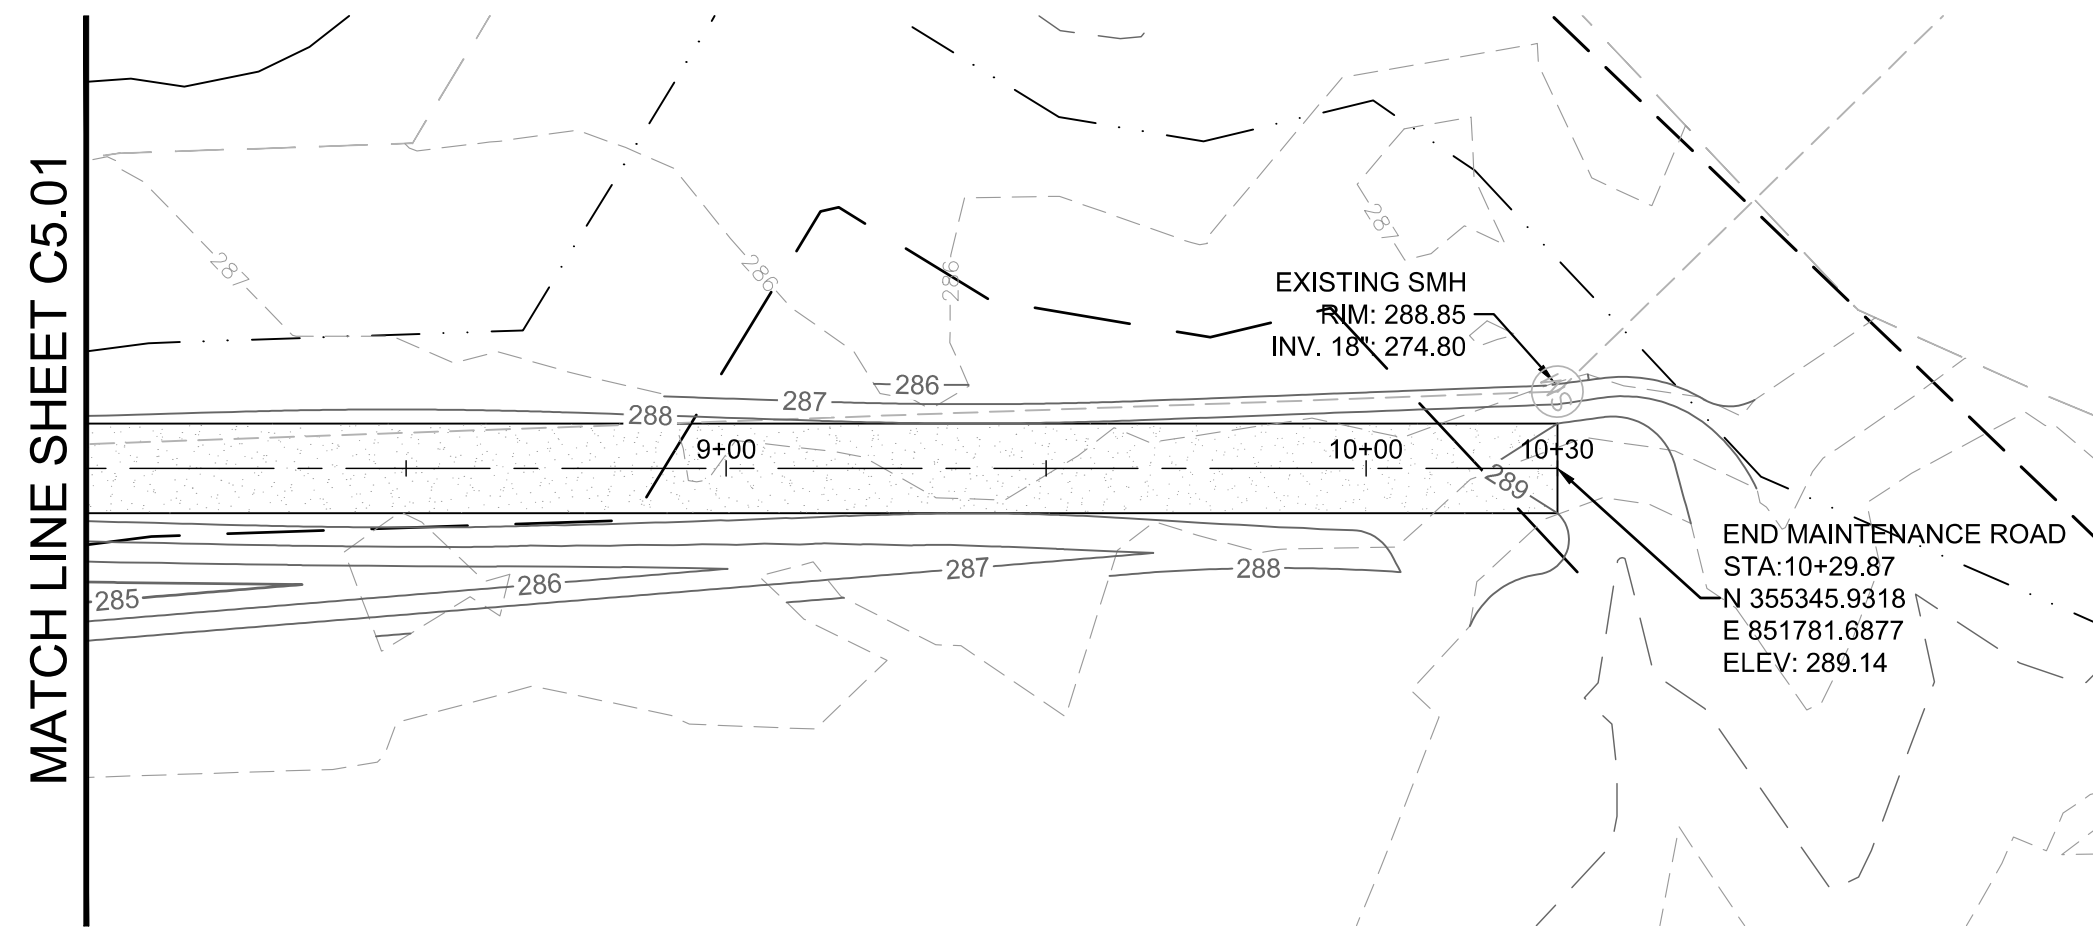 MATCH LINE SHEET C5.01
287
286
286
287
EXISTING SMH
RIM: 288.85
INV. 18": 274.80
286
287
288
SM
9+00
10+00
10+30
289
END MAINTENANCE ROAD
STA:10+29.87
N 355345.9318
E 851781.6877
ELEV: 289.14
285
286
287
288